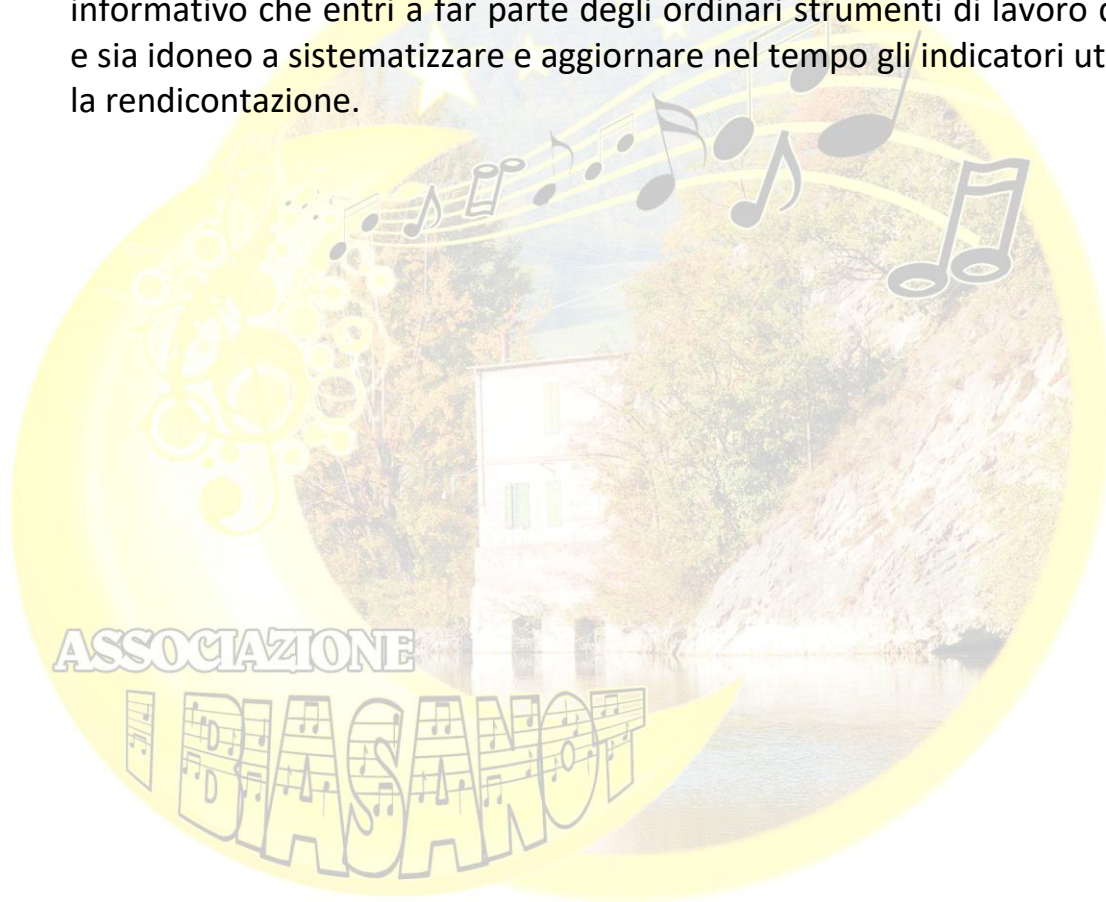 informativo che entri a far parte degli ordinari strumenti di lavoro
e sia idoneo a sistematizzare e aggiornare nel tempo gli indicatori
la rendicontazione.
ASSOCIAZIONE
I BIASANOT